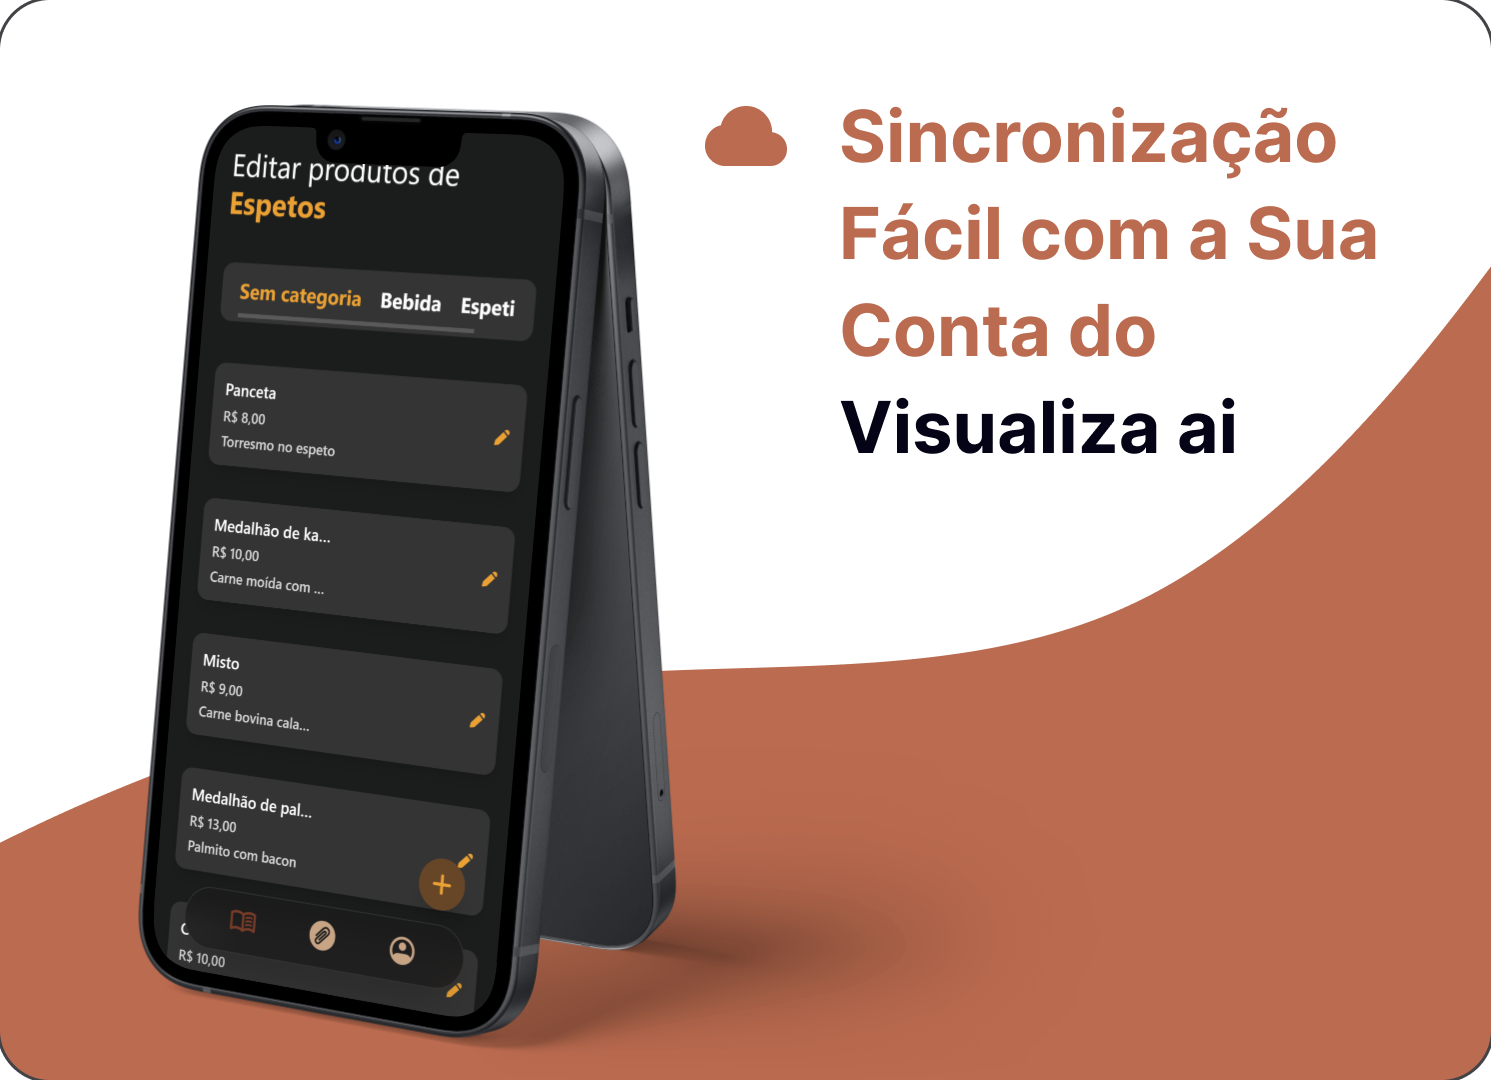 Editar produtos de
Espetos
Sem categoria Bebida Espeti
Panceta
R$ 8,00
Torresmo no espeto
Medalhão de ka...
R$ 10,00
Carne moída com ...
Misto
R$ 9,00
Carne bovina cala...
Medalhão de pal...
R$ 13,00
Palmito com bacon
R$ 10,00
Sincronização
Fácil com a Sua
Conta do
Visualiza ai